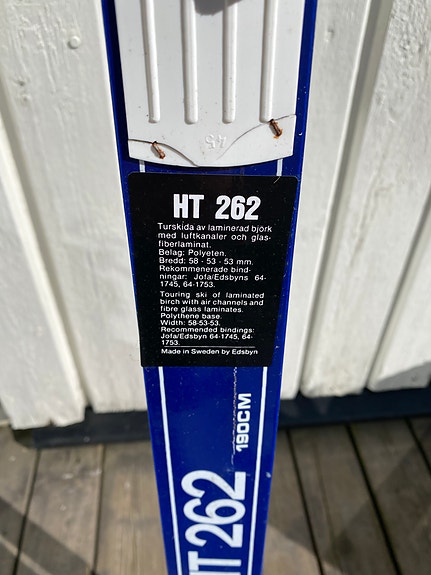 45
HT 262
Turskida av laminerad björk
med luftkanaler och glas-
fiberlaminat.
Belag: Polyeten.
Bredd: 58 - 53 - 53 mm.
Rekommenerade bind-
ningar: Jofa/Edsbyns 64-
1745, 64-1753.
Touring ski of laminated
birch with air channels and
fibre glass laminates.
Polythene base.
Width: 58-53-53.
Recommended bindings:
Jofa/Edsbyn 64-1745, 64-
1753.
Made in Sweden by Edsbyn
190CM
HT 262